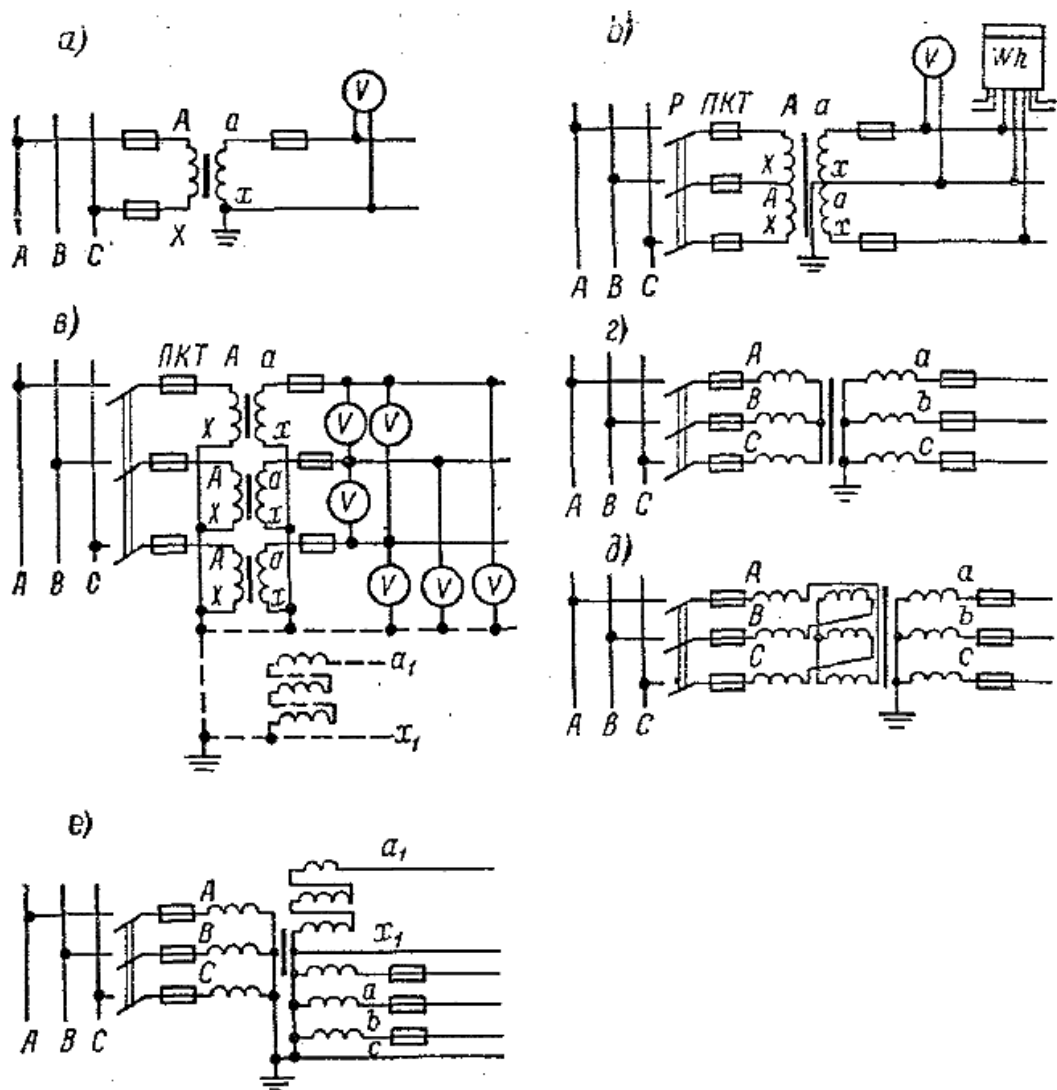 а)
A a
V
x
X
A B C
b)
V Wh
P ПКТ A a
X x
A a
X x
A B C
в)
ПКТ A a
X x
V V
A a
X x
V
A a
X x
V V V
A B C
a₁
x₁
г)
A a
B b
C c
A B C
д)
A a
B b
C c
A B C
е)
a₁
A
x₁
B
C a
b
c
A B C